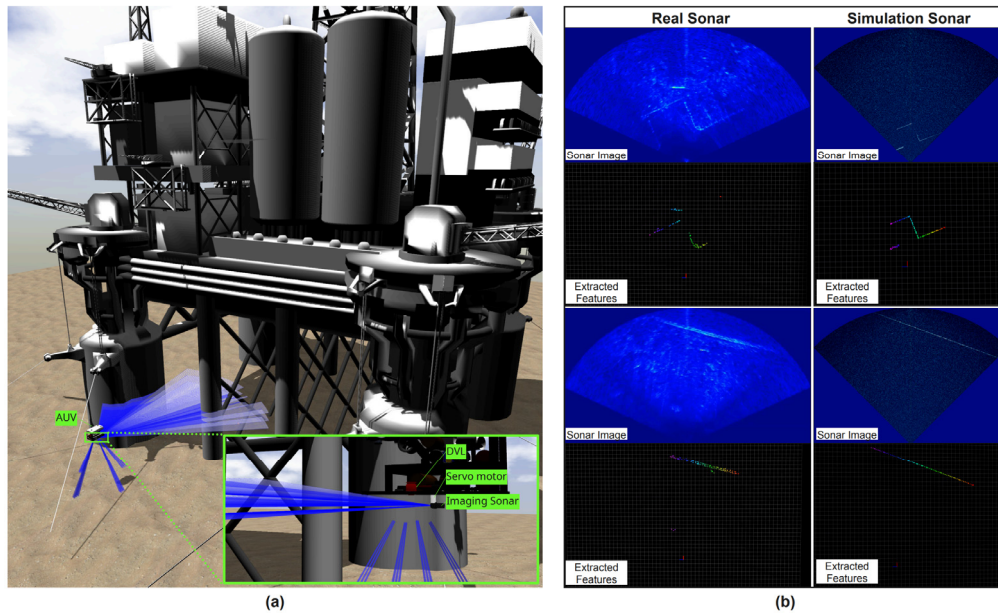 AUV
DVL
Servo motor
Imaging Sonar
(a)
Real Sonar
Simulation Sonar
Sonar Image
Sonar Image
Extracted
Features
Extracted
Features
Sonar Image
Sonar Image
Extracted
Features
Extracted
Features
(b)